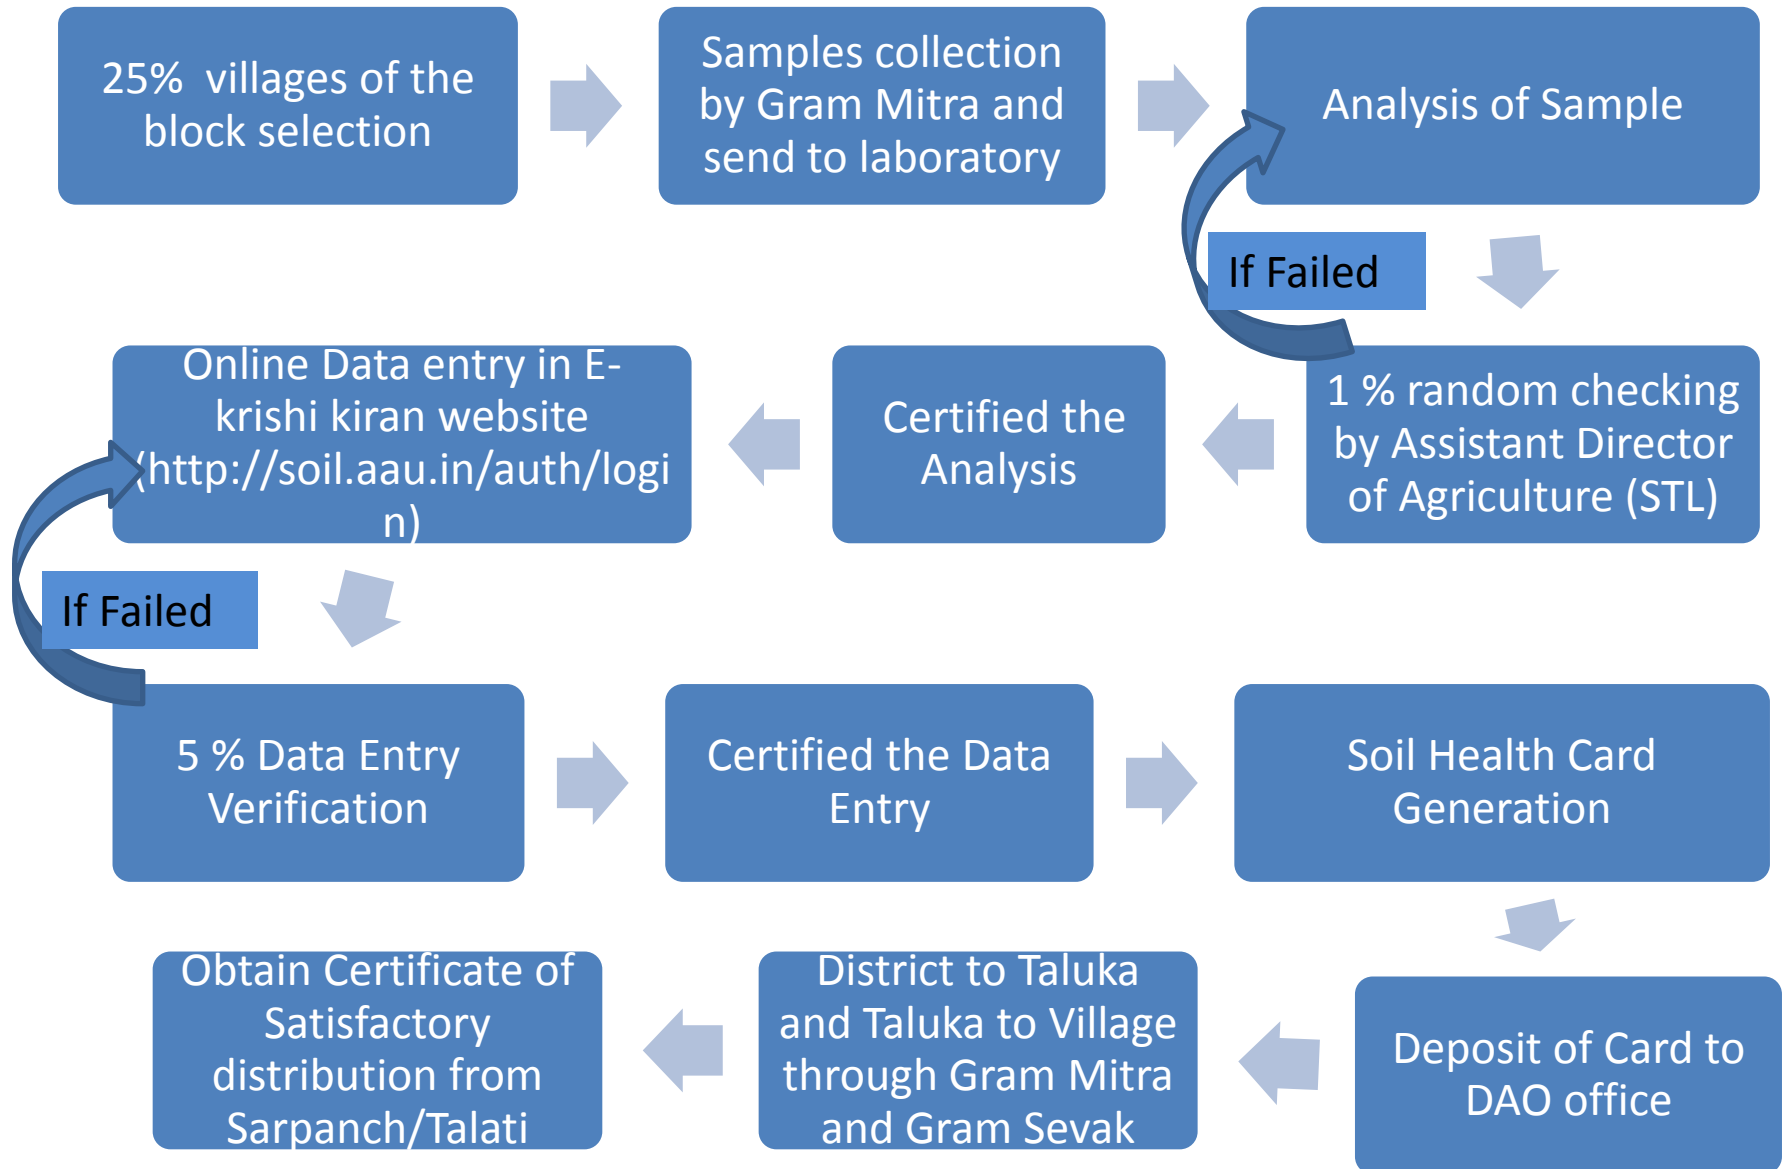 25%  villages of the
block selection
Samples collection
by Gram Mitra and
send to laboratory
Analysis of Sample
If Failed
1 % random checking
by Assistant Director
of Agriculture (STL)
Certified the
Analysis
Online Data entry in E-
krishi kiran website
(http://soil.aau.in/auth/logi
n)
If Failed
5 % Data Entry
Verification
Certified the Data
Entry
Soil Health Card
Generation
Deposit of Card to
DAO office
District to Taluka
and Taluka to Village
through Gram Mitra
and Gram Sevak
Obtain Certificate of
Satisfactory
distribution from
Sarpanch/Talati